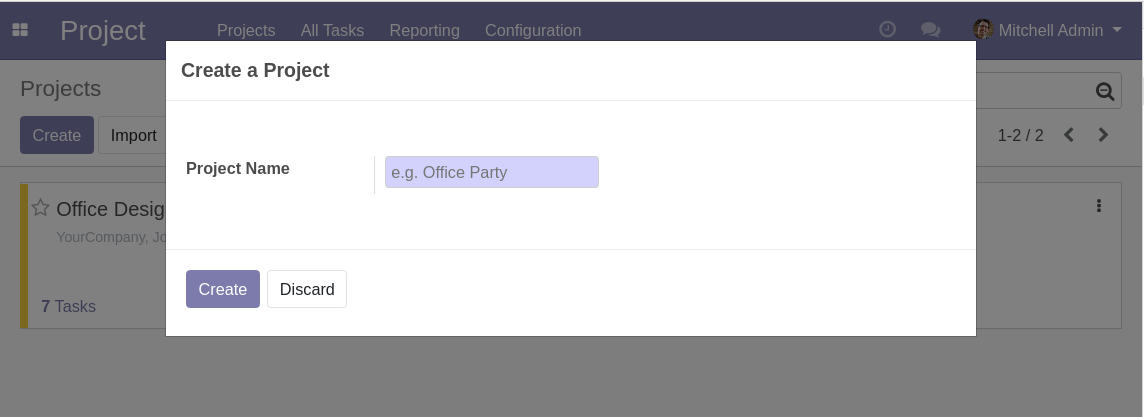 Project Projects All Tasks Reporting Configuration Mitchell Admin
Create a Project
Projects
Create Import 1-2 / 2
Project Name e.g. Office Party
Office Desig
YourCompany, Jo
Create Discard
7 Tasks